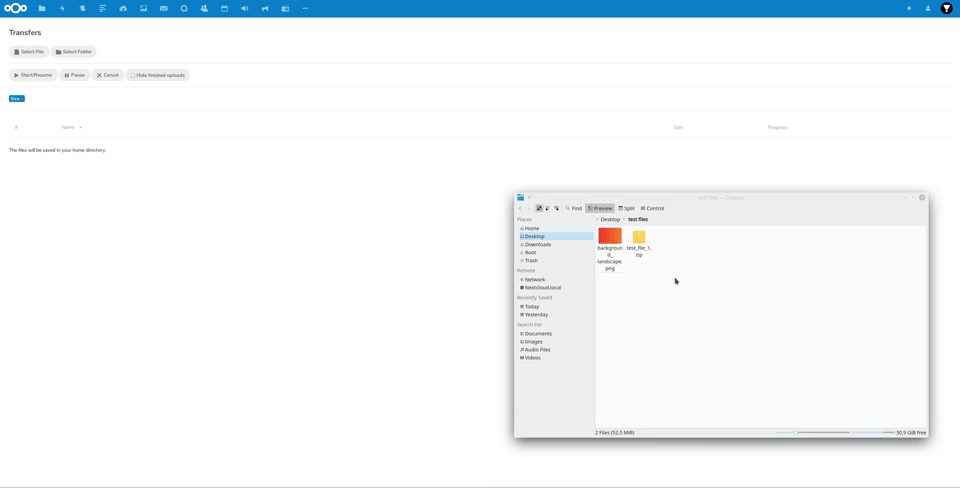 Transfers
Select File Select Folder
Start/Resume Pause Cancel Hide finished uploads
# Name Size Progress
The files will be saved in your home directory.
test files — Dolphin
Find Preview Split Control
Places
Home
Desktop
Downloads
Root
Trash
Remote
Network
Nextcloud.local
Recently Saved
Today
Yesterday
Search For
Documents
Images
Audio Files
Videos
Desktop > test files
backgroun
d_
landscape.
png
test_file_1.
zip
2 Files (52,5 MiB)
30,9 GiB free